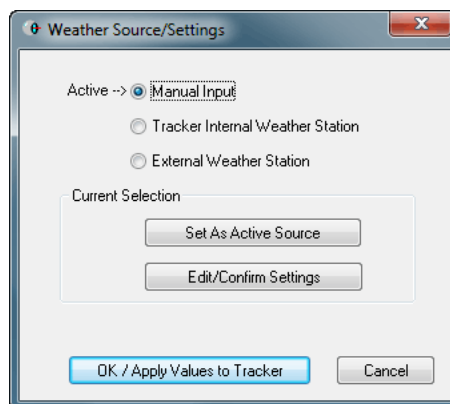 Weather Source/Settings
Active --> Manual Input
Tracker Internal Weather Station
External Weather Station
Current Selection
Set As Active Source
Edit/Confirm Settings
OK / Apply Values to Tracker Cancel